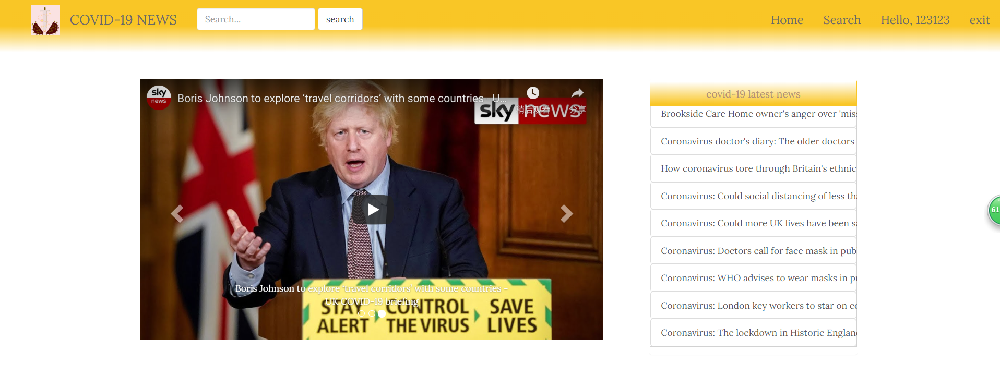 COVID-19 NEWS
Search...
search
Home
Search
Hello, 123123
exit
sky news
Boris Johnson to explore ‘travel corridors’ with some countries - U...
稍后观看
分享
sky news
Boris Johnson to explore ‘travel corridors’ with some countries -
UK COVID-19 briefing
STAY CONTROL SAVE
ALERT THE VIRUS LIVES
covid-19 latest news
Brookside Care Home owner's anger over 'mis
Coronavirus doctor's diary: The older doctors
How coronavirus tore through Britain's ethnic
Coronavirus: Could social distancing of less th
Coronavirus: Could more UK lives have been s
Coronavirus: Doctors call for face mask in pub
Coronavirus: WHO advises to wear masks in p
Coronavirus: London key workers to star on c
Coronavirus: The lockdown in Historic Englan
61